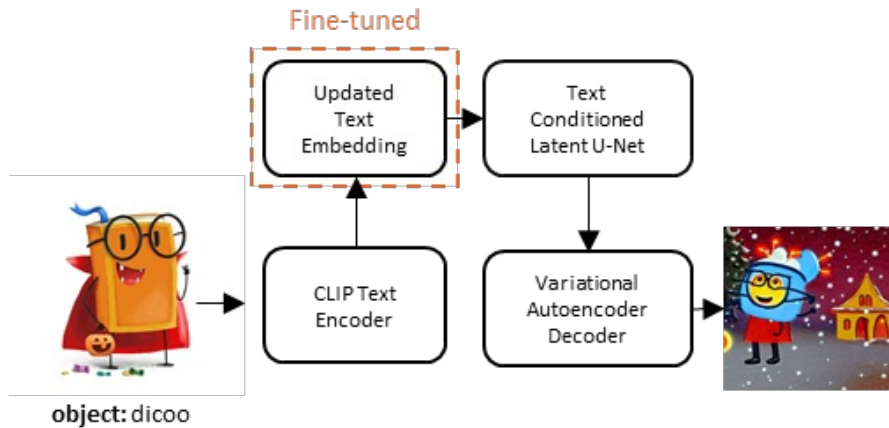 Fine-tuned
Updated
Text
Embedding
Text
Conditioned
Latent U-Net
CLIP Text
Encoder
Variational
Autoencoder
Decoder
object: dicoo